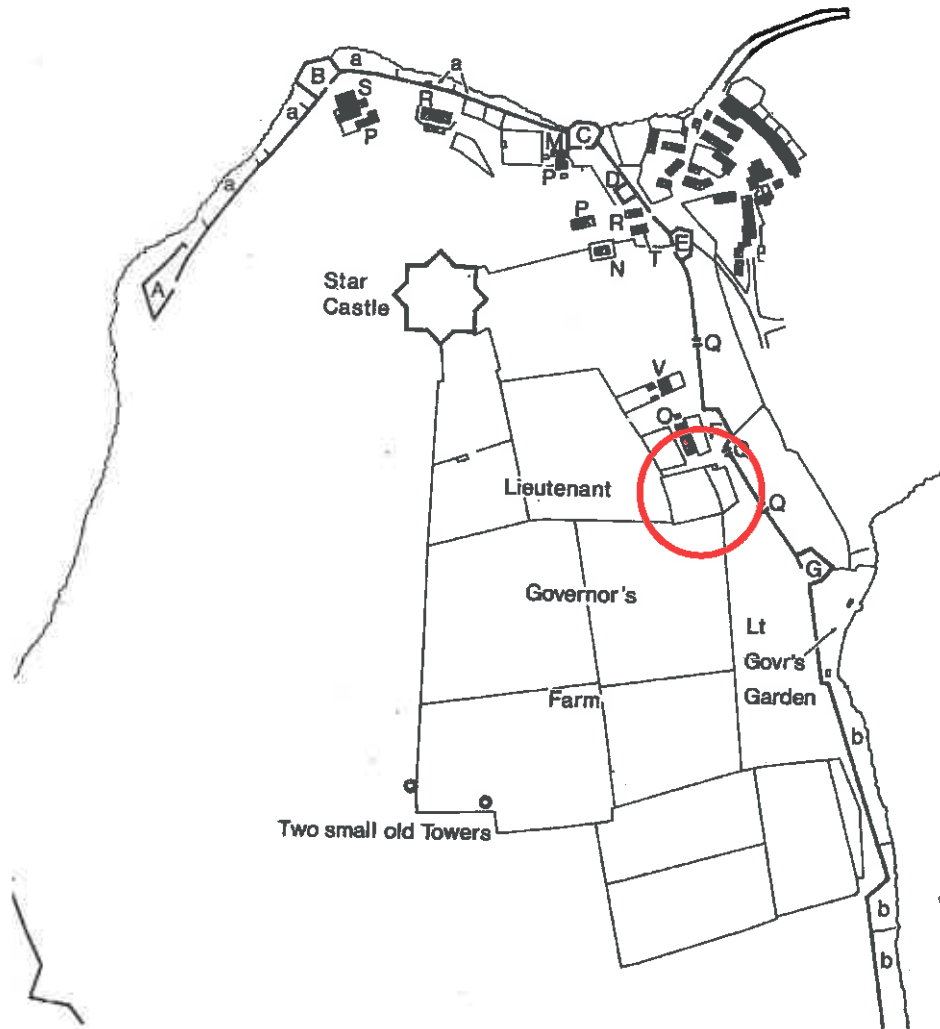 B
a
a
S
R
a
P
M
C
P
D
a
P
R
A
N
T
E
Star
Castle
Q
V
O
Q
Lieutenant
Q
G
Governor's
Lt
Govr's
Farm
Garden
b
Two small old Towers
b
b